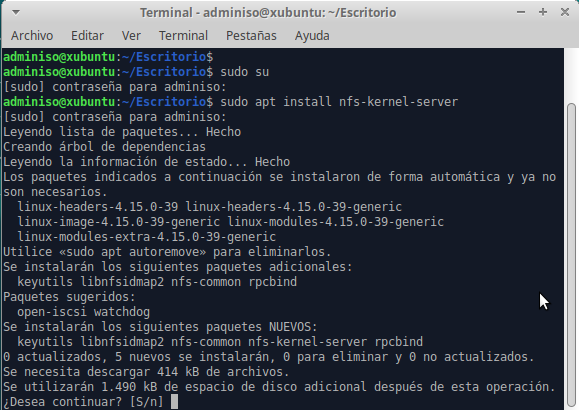 Terminal - adminiso@xubuntu: ~/Escritorio
Archivo Editar Ver Terminal Pestañas Ayuda
adminiso@xubuntu:~/Escritorio$
adminiso@xubuntu:~/Escritorio$ sudo su
[sudo] contraseña para adminiso:
adminiso@xubuntu:~/Escritorio$ sudo apt install nfs-kernel-server
[sudo] contraseña para adminiso:
Leyendo lista de paquetes... Hecho
Creando árbol de dependencias
Leyendo la información de estado... Hecho
Los paquetes indicados a continuación se instalaron de forma automática y ya no
son necesarios.
linux-headers-4.15.0-39 linux-headers-4.15.0-39-generic
linux-image-4.15.0-39-generic linux-modules-4.15.0-39-generic
linux-modules-extra-4.15.0-39-generic
Utilice «sudo apt autoremove» para eliminarlos.
Se instalarán los siguientes paquetes adicionales:
keyutils libnfsidmap2 nfs-common rpcbind
Paquetes sugeridos:
open-iscsi watchdog
Se instalarán los siguientes paquetes NUEVOS:
keyutils libnfsidmap2 nfs-common nfs-kernel-server rpcbind
0 actualizados, 5 nuevos se instalarán, 0 para eliminar y 0 no actualizados.
Se necesita descargar 414 kB de archivos.
Se utilizarán 1.490 kB de espacio de disco adicional después de esta operación.
¿Desea continuar? [S/n]